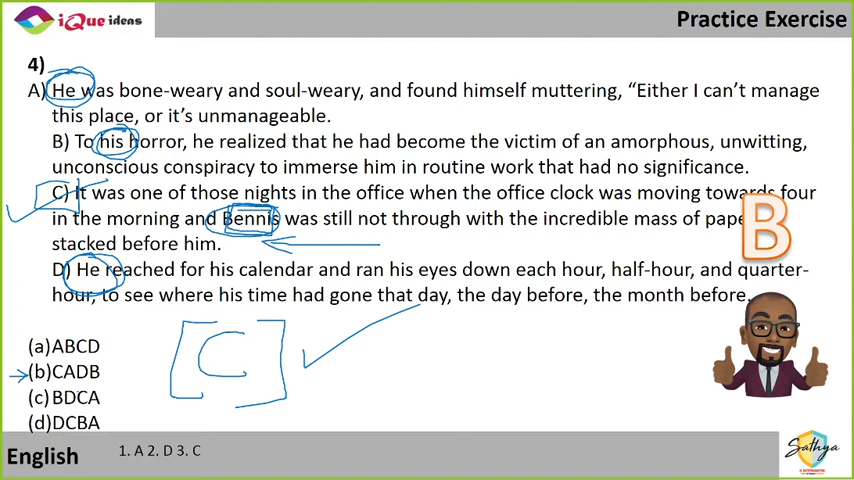 iQue ideas
Practice Exercise
4)
A) He was bone-weary and soul-weary, and found himself muttering, “Either I can’t manage
this place, or it’s unmanageable.
B) To his horror, he realized that he had become the victim of an amorphous, unwitting,
unconscious conspiracy to immerse him in routine work that had no significance.
C) It was one of those nights in the office when the office clock was moving towards four
in the morning and Bennis was still not through with the incredible mass of
stacked before him.
D) He reached for his calendar and ran his eyes down each hour, half-hour, and quarter-
hour, to see where his time had gone that day, the day before, the month before.
B
C
(a)ABCD
(b)CADB
(c)BDCA
(d)DCBA
English
1. A 2. D 3. C
Sathya